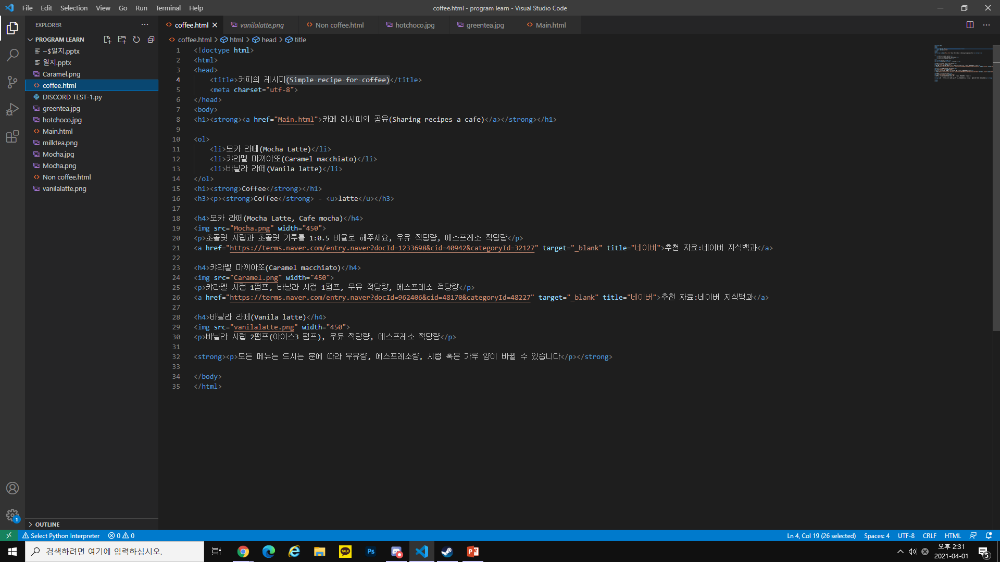 File Edit Selection View Go Run Terminal Help
coffee.html - program learn - Visual Studio Code
EXPLORER
PROGRAM LEARN
~$일지.pptx
일지.pptx
Caramel.png
coffee.html
DISCORD TEST-1.py
greentea.jpg
hotchoco.jpg
Main.html
milktea.png
Mocha.jpg
Mocha.png
Non coffee.html
vanilalatte.png
OUTLINE
coffee.html vanilalatte.png Non coffee.html hotchoco.jpg greentea.jpg Main.html
coffee.html > html > head > title
1 <!doctype html>
2 <html>
3 <head>
4 <title>커피의 레시피(Simple recipe for coffee)</title>
5 <meta charset="utf-8">
6 </head>
7 <body>
8 <h1><strong><a href="Main.html">카페 레시피의 공유(Sharing recipes a cafe)</a></strong></h1>
9
10 <ol>
11 <li>모카 라떼(Mocha Latte)</li>
12 <li>캬라멜 마끼아또(Caramel macchiato)</li>
13 <li>바닐라 라떼(Vanila latte)</li>
14 </ol>
15 <h1><strong>Coffee</strong></h1>
16 <h3><p><strong>Coffee</strong> - <u>latte</u></h3>
17
18 <h4>모카 라떼(Mocha Latte, Cafe mocha)</h4>
19 <img src="Mocha.png" width="450">
20 <p>초콜릿 시럽과 초콜릿 가루를 1:0.5 비율로 해주세요, 우유 적당량, 에스프레소 적당량</p>
21 <a href="https://terms.naver.com/entry.naver?docId=1233698&cid=40942&categoryId=32127" target="_blank" title="네이버">추천 자료:네이버 지식백과</a>
22
23 <h4>캬라멜 마끼아또(Caramel macchiato)</h4>
24 <img src="Caramel.png" width="450">
25 <p>캬라멜 시럽 1펌프, 바닐라 시럽 1펌프, 우유 적당량, 에스프레소 적당량</p>
26 <a href="https://terms.naver.com/entry.naver?docId=962406&cid=48170&categoryId=48227" target="_blank" title="네이버">추천 자료:네이버 지식백과</a>
27
28 <h4>바닐라 라떼(Vanila latte)</h4>
29 <img src="vanilalatte.png" width="450">
30 <p>바닐라 시럽 2펌프(아이스3 펌프), 우유 적당량, 에스프레소 적당량</p>
31
32 <strong><p>모든 메뉴는 드시는 분에 따라 우유량, 에스프레소량, 시럽 혹은 가루 양이 바뀔 수 있습니다</p></strong>
33
34 </body>
35 </html>
1
Select Python Interpreter 0 0
Ln 4, Col 19 (26 selected) Spaces: 4 UTF-8 CRLF HTML
검색하려면 여기에 입력하십시오.
TALK
Ps
오후 2:31
2021-04-01
5